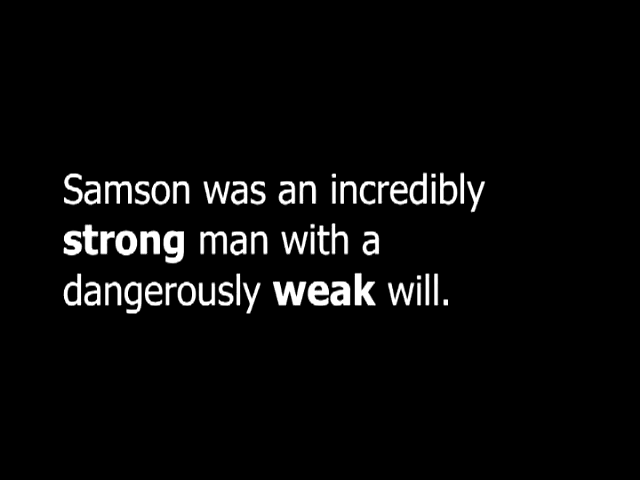 Samson was an incredibly
strong man with a
dangerously weak will.